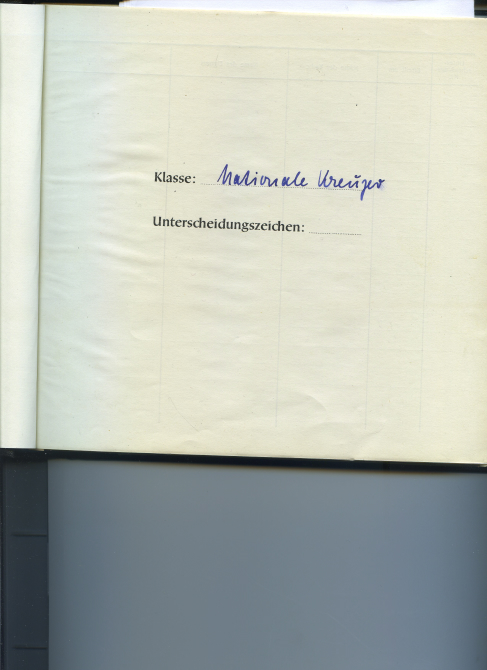 Klasse: Nationale Kreuzer
Unterscheidungszeichen: